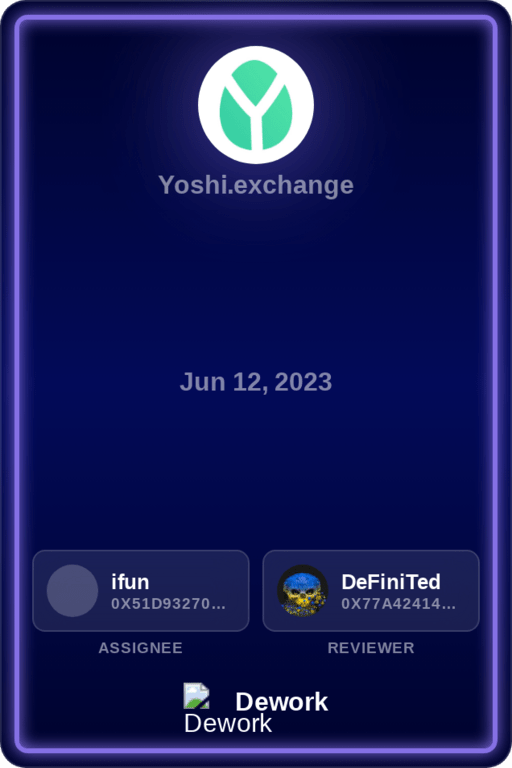 Yoshi.exchange
Jun 12, 2023
ifun
0X51D93270...
DeFiniTed
0X77A42414...
ASSIGNEE
REVIEWER
Dework
Dework